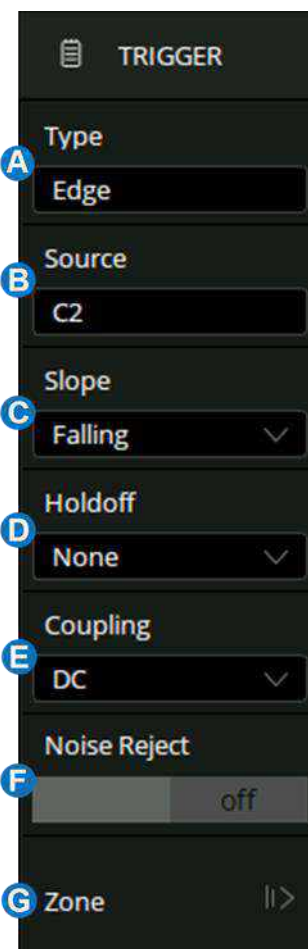 TRIGGER
Type
A
Edge
Source
B
C2
Slope
C
Falling
Holdoff
D
None
Coupling
E
DC
Noise Reject
F
off
G Zone